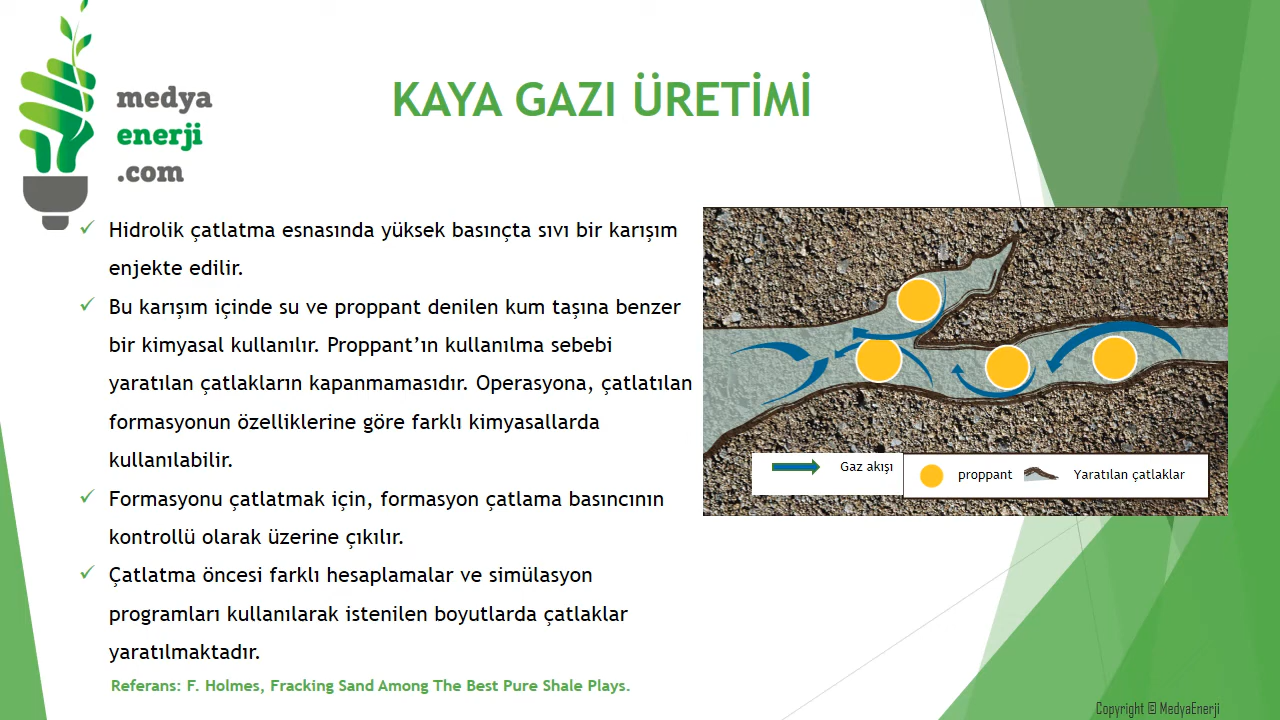 medya
enerji
.com
KAYA GAZI ÜRETİMİ
Hidrolik çatlatma esnasında yüksek basınçta sıvı bir karışım
enjekte edilir.
Bu karışım içinde su ve proppant denilen kum taşına benzer
bir kimyasal kullanılır. Proppant’ın kullanılma sebebi
yaratılan çatlakların kapanmamasıdır. Operasyona, çatlatılan
formasyonun özelliklerine göre farklı kimyasallarda
kullanılabilir.
Formasyonu çatlatmak için, formasyon çatlama basıncının
kontrollü olarak üzerine çıkılır.
Çatlatma öncesi farklı hesaplamalar ve simülasyon
programları kullanılarak istenilen boyutlarda çatlaklar
yaratılmaktadır.
Referans: F. Holmes, Fracking Sand Among The Best Pure Shale Plays.
Gaz akışı
proppant
Yaratılan çatlaklar
Copyright © MedyaEnerji